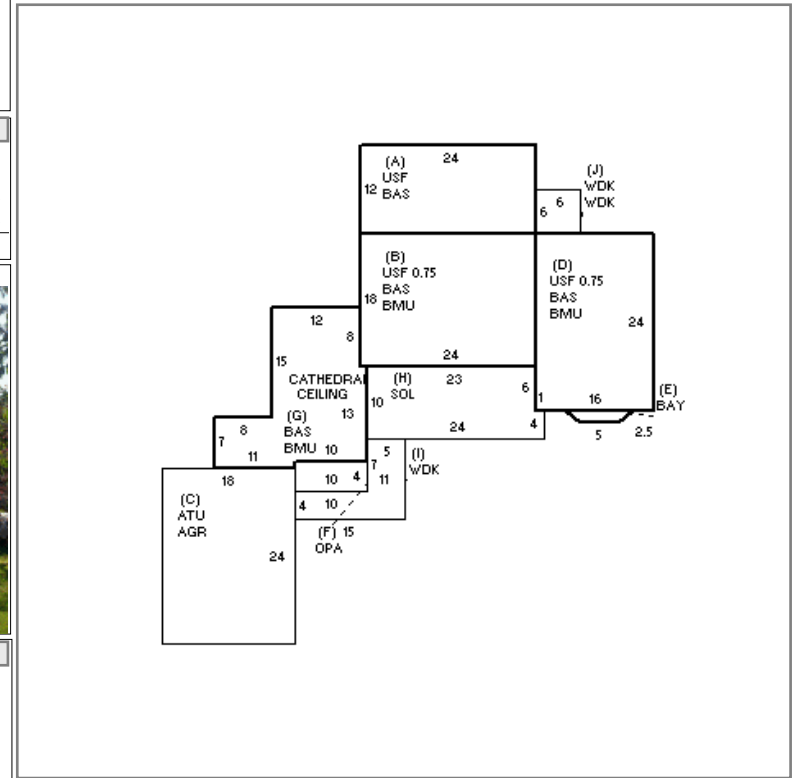 24
(A)
USF
BAS
12
(J)
WDK
WDK
6
6
(B)
USF 0.75
BAS
BMU
18
24
(D)
USF 0.75
BAS
BMU
24
12
8
15
CATHEDRAL
CEILING
13
(H)
SOL
23
10
24
6
4
1
16
(E)
BAY
5
2.5
(G)
BAS
BMU
8
7
11
10
5
7
11
(I)
WDK
10
4
4
10
(F)
OPA
15
18
(C)
ATU
AGR
24